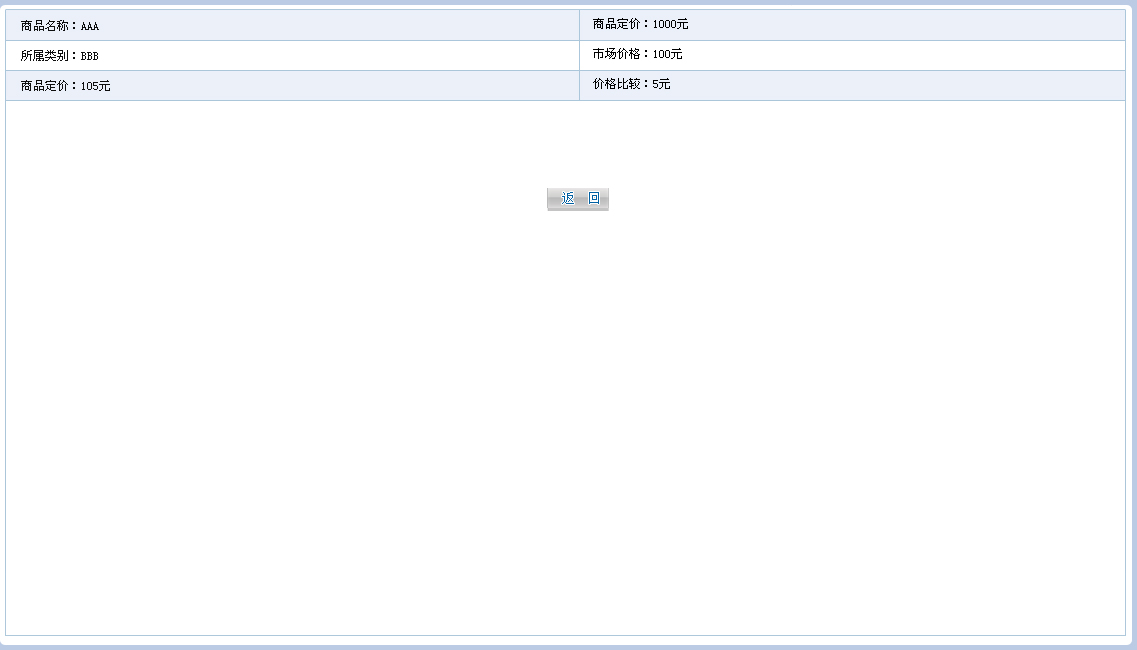 商品名称：AAA
商品定价：1000元
所属类别：BBB
市场价格：100元
商品定价：105元
价格比较：5元
返 回